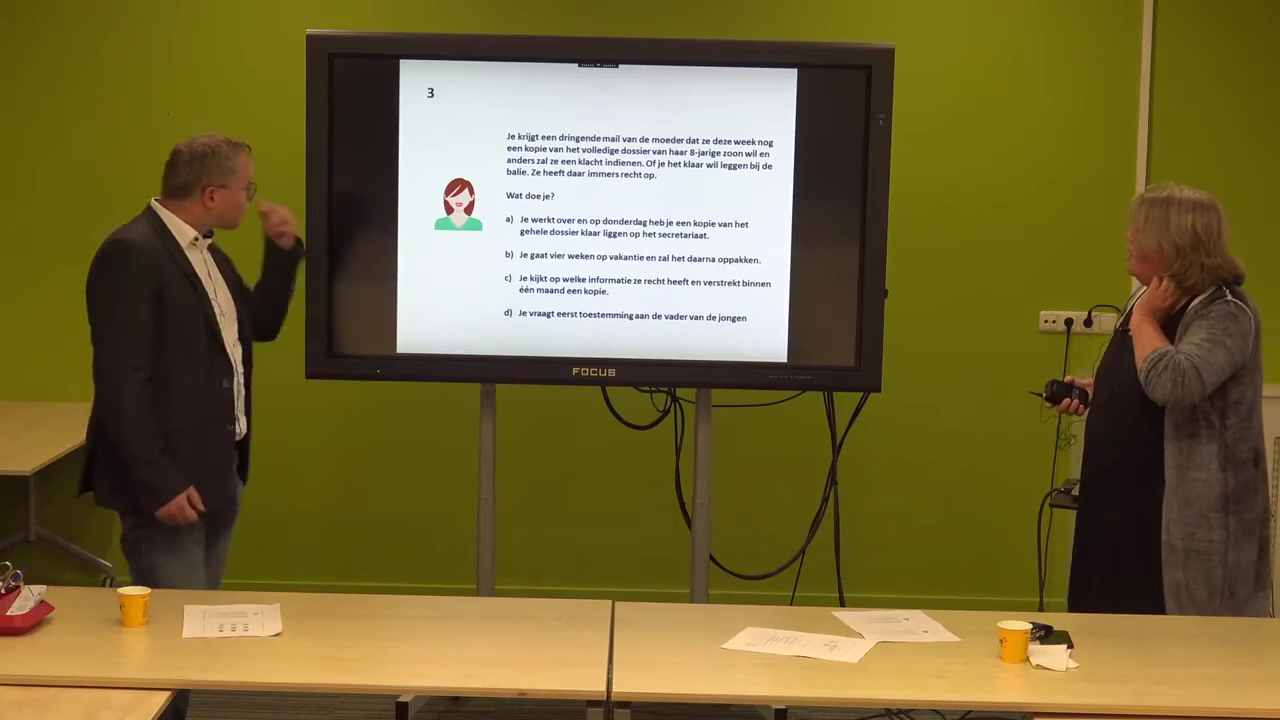 3
Je krijgt een dringende mail van de moeder dat ze deze week nog
een kopie van het volledige dossier van haar 8-jarige zoon wil en
anders zal ze een klacht indienen. Of je het klaar wil leggen bij de
balie. Ze heeft daar immers recht op.
Wat doe je?
a) Je werkt over en op donderdag heb je een kopie van het
gehele dossier klaar liggen op het secretariaat.
b) Je gaat vier weken op vakantie en zal het daarna oppakken.
c) Je kijkt op welke informatie ze recht heeft en verstrekt binnen
één maand een kopie.
d) Je vraagt eerst toestemming aan de vader van de jongen
FOCUS